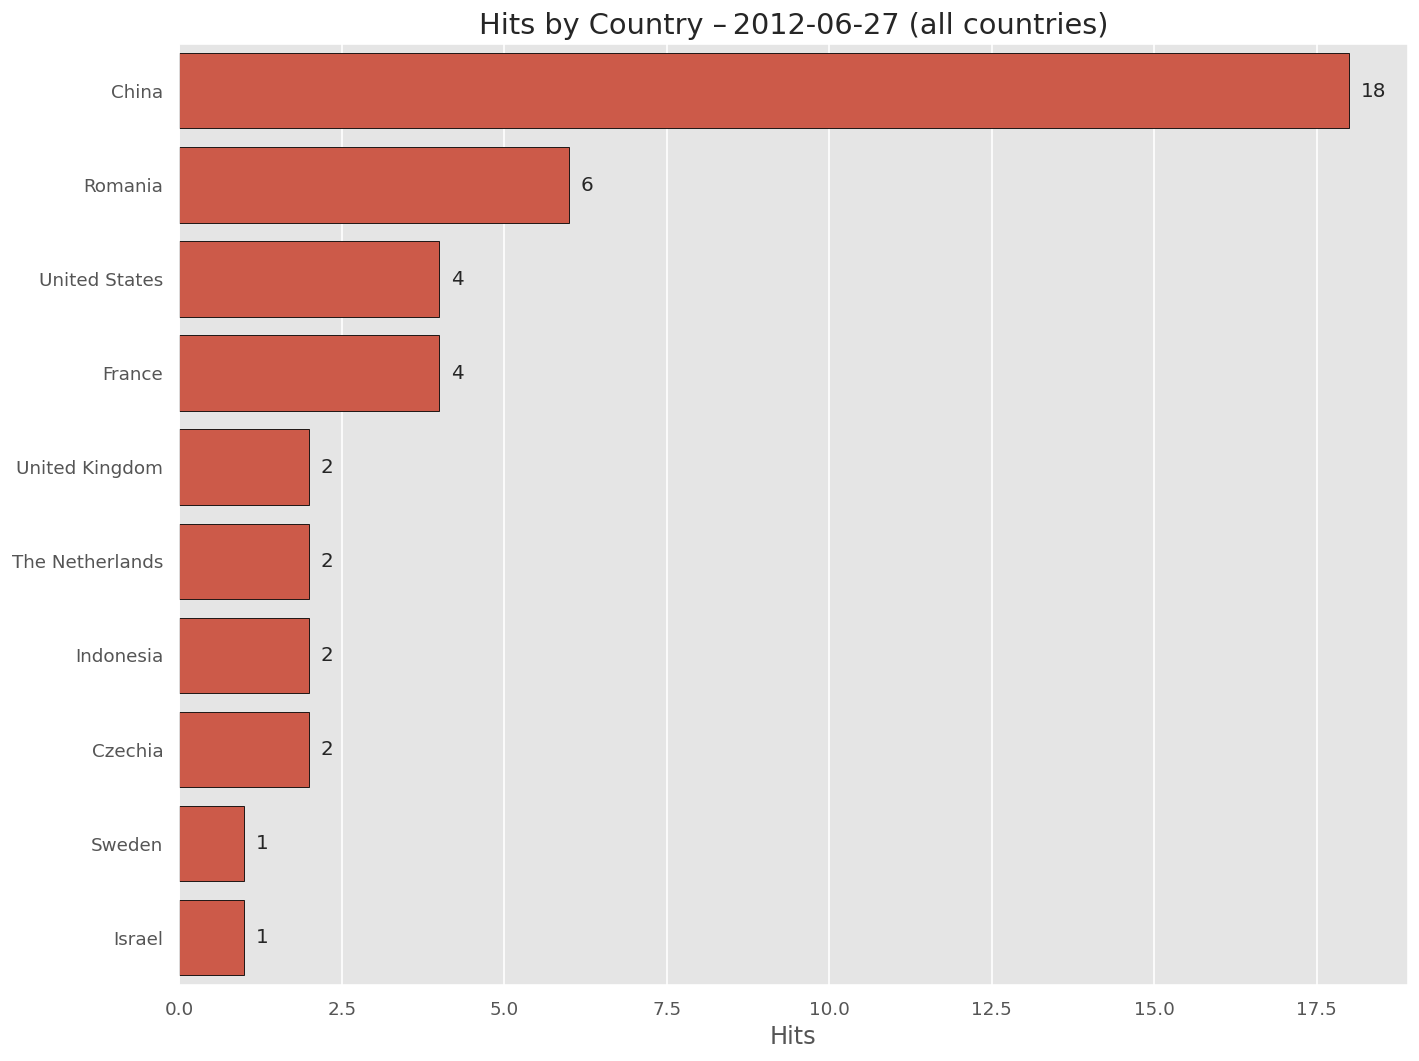 Hits by Country – 2012-06-27 (all countries)
China 18
Romania 6
United States 4
France 4
United Kingdom 2
The Netherlands 2
Indonesia 2
Czechia 2
Sweden 1
Israel 1
0.0 2.5 5.0 7.5 10.0 12.5 15.0 17.5
Hits